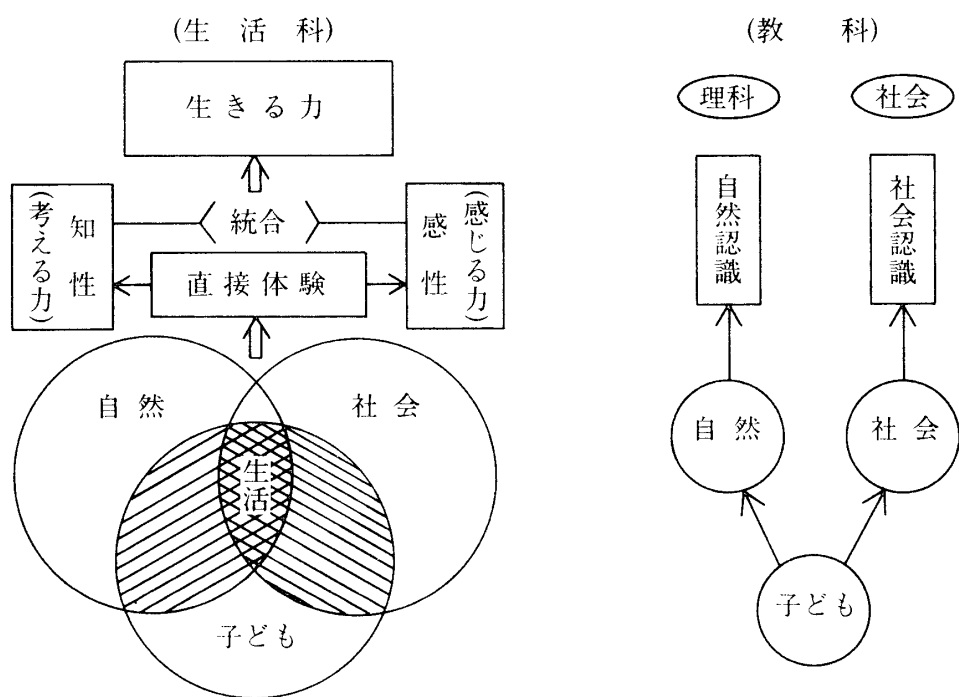 (生活科)
生きる力
知性
(考える力)
統合
感性
(感じる力)
直接体験
自然
社会
生活
子ども
(教科)
理科
社会
自然認識
社会認識
自然
社会
子ども